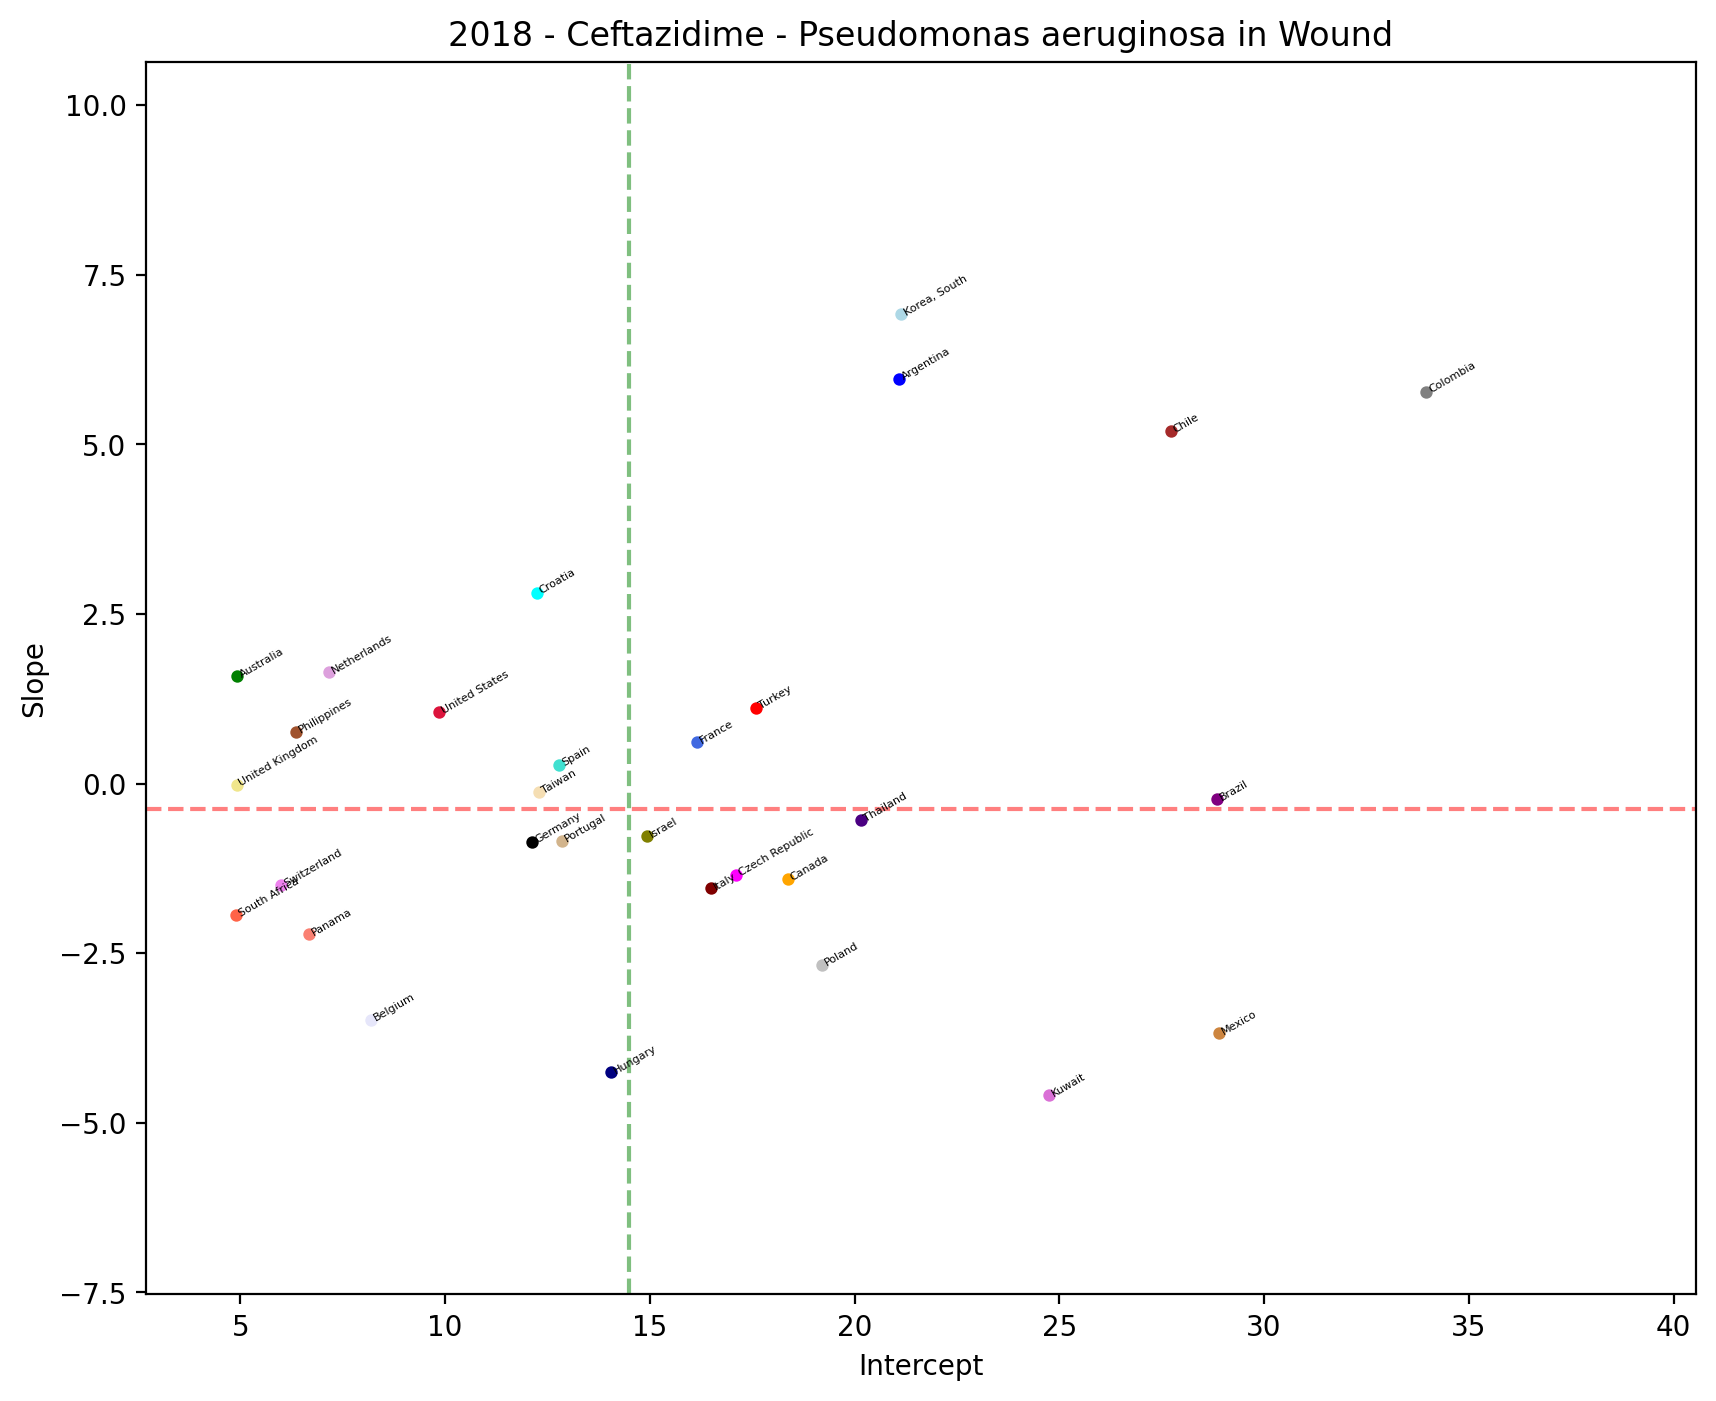 2018 - Ceftazidime - Pseudomonas aeruginosa in Wound
10.0
7.5
5.0
2.5
0.0
−2.5
−5.0
−7.5
Slope
Korea, South
Argentina
Colombia
Chile
Croatia
Australia
Netherlands
United States
Turkey
Philippines
France
United Kingdom
Spain
Taiwan
Brazil
Thailand
Germany
Portugal
Israel
Czech Republic
Italy
Canada
Switzerland
South Africa
Panama
Poland
Belgium
Mexico
Hungary
Kuwait
5
10
15
20
25
30
35
40
Intercept